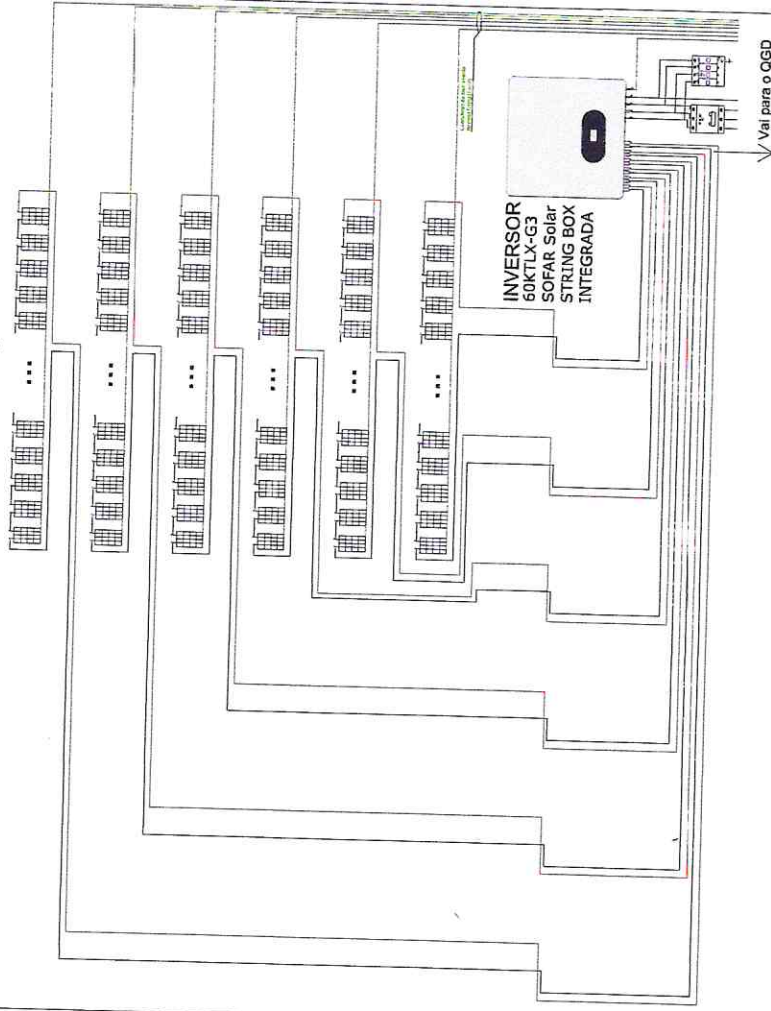 INVERSOR
60KTLX-G3
SOFAR Solar
STRING BOX
INTEGRADA
Vai para o QGD